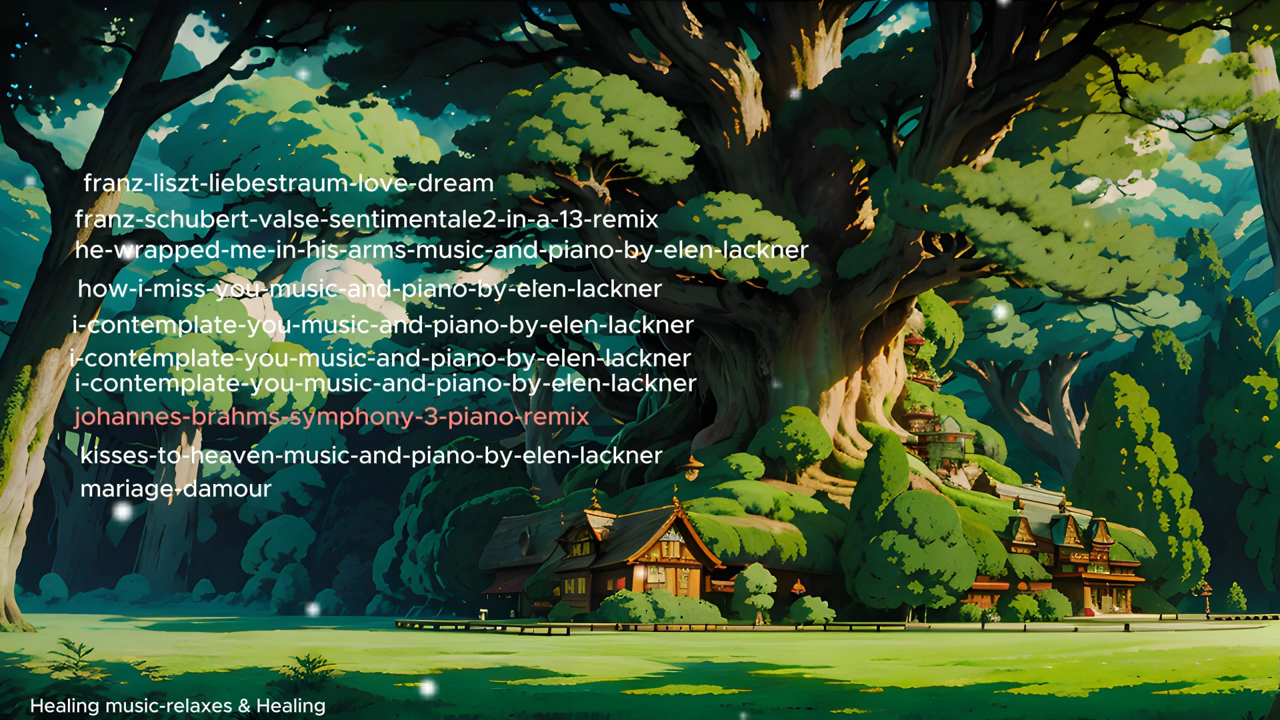 franz-liszt-liebestraum-love-dream
franz-schubert-valse-sentimentale2-in-a-13-remix
he-wrapped-me-in-his-arms-music-and-piano-by-elen-lackner
how-i-miss-you-music-and-piano-by-elen-lackner
i-contemplate-you-music-and-piano-by-elen-lackner
i-contemplate-you-music-and-piano-by-elen-lackner
i-contemplate-you-music-and-piano-by-elen-lackner
johannes-brahms-symphony-3-piano-remix
kisses-to-heaven-music-and-piano-by-elen-lackner
mariage-damour
Healing music-relaxes & Healing